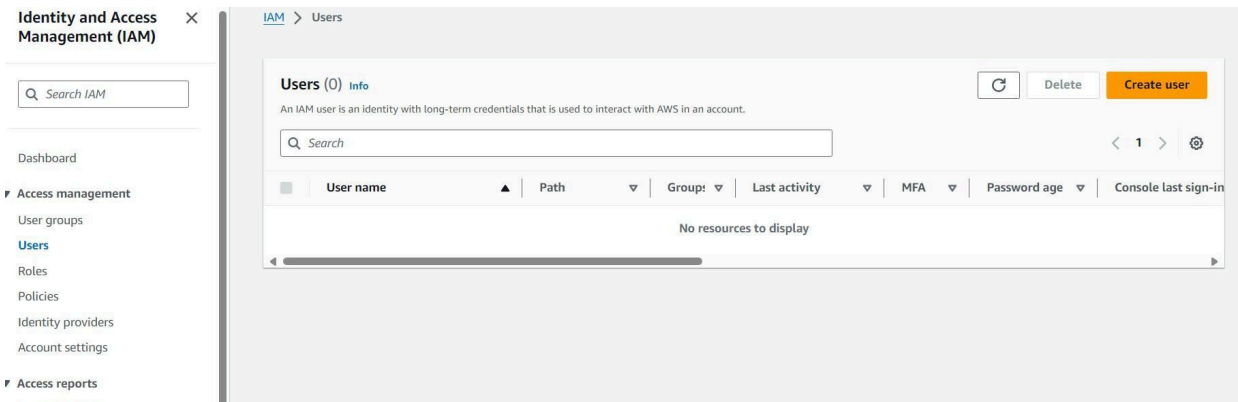 Identity and Access
Management (IAM)
Search IAM
Dashboard
Access management
User groups
Users
Roles
Policies
Identity providers
Account settings
Access reports
IAM > Users
Users (0) Info
Delete
Create user
An IAM user is an identity with long-term credentials that is used to interact with AWS in an account.
Search
1
User name Path Group: Last activity MFA Password age Console last sign-in
No resources to display